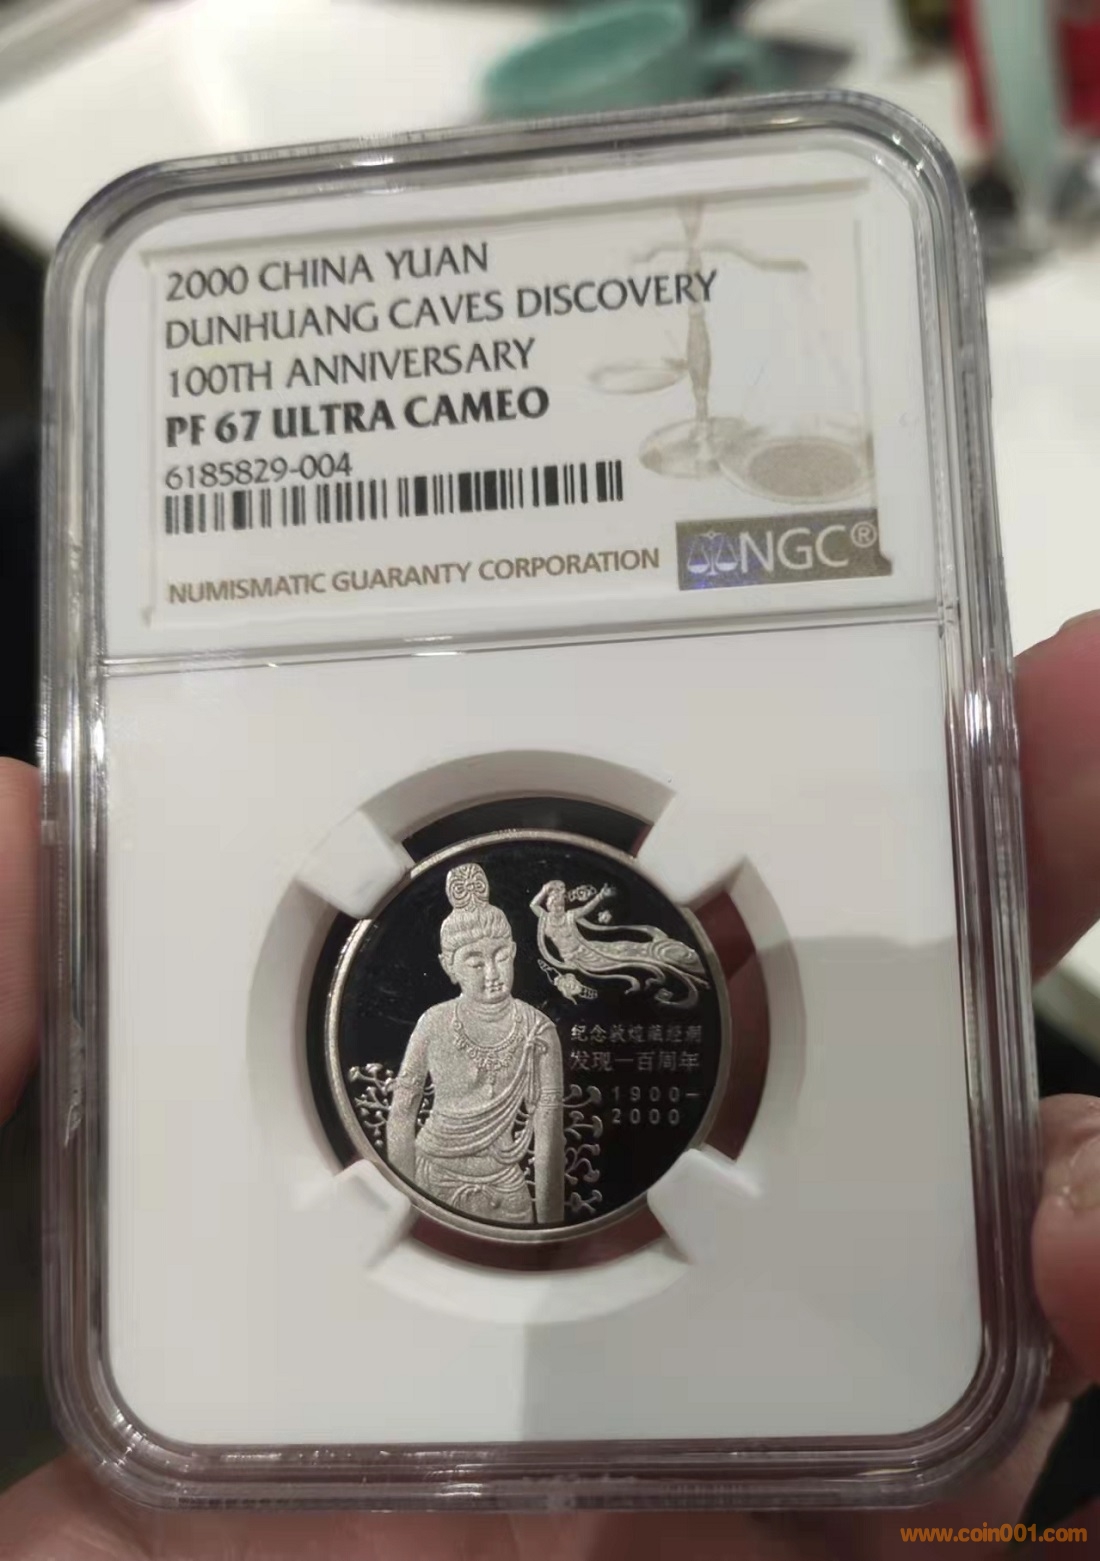 2000 CHINA YUAN
DUNHUANG CAVES DISCOVERY
100TH ANNIVERSARY
PF 67 ULTRA CAMEO
6185829-004
NUMISMATIC GUARANTY CORPORATION
NGC®
纪念敦煌藏经洞
发现一百周年
1900-
2000
www.coin001.com